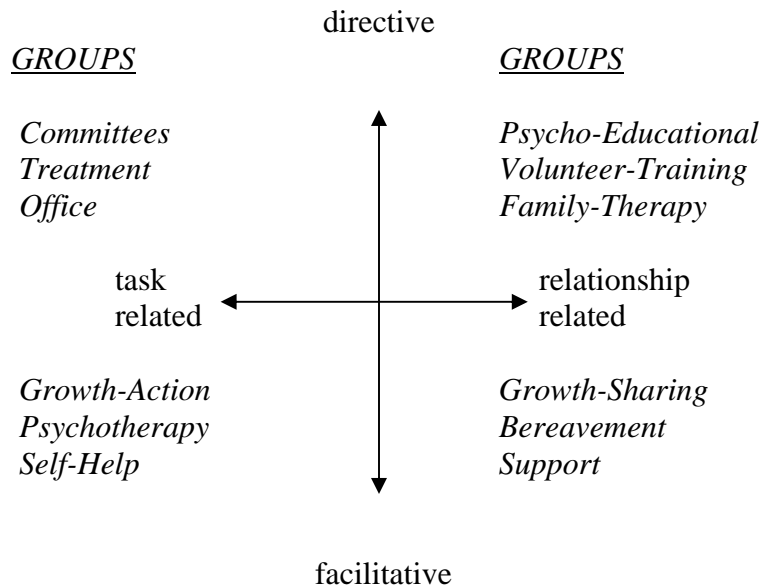 directive
GROUPS
GROUPS
Committees
Treatment
Office
Psycho-Educational
Volunteer-Training
Family-Therapy
task
related
relationship
related
Growth-Action
Psychotherapy
Self-Help
Growth-Sharing
Bereavement
Support
facilitative